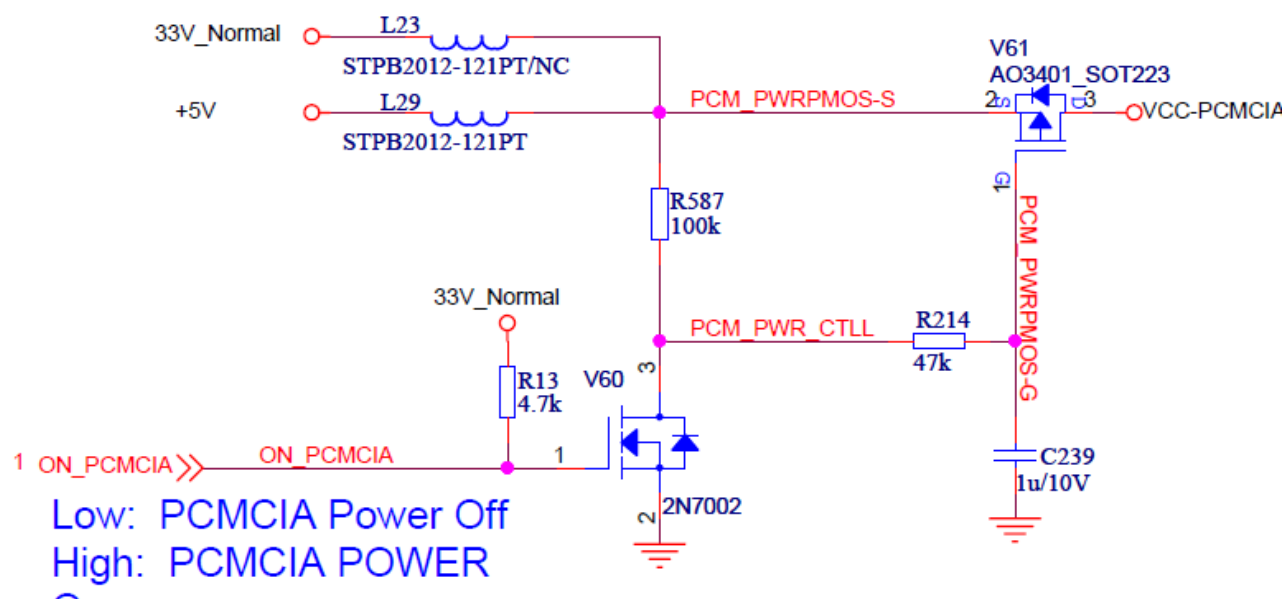 33V_Normal
L23
STPB2012-121PT/NC
+5V
L29
STPB2012-121PT
PCM_PWRPMOS-S
V61
AO3401_SOT223
2
S
D
3
VCC-PCMCIA
G
1
PCM_PWRPMOS-G
R587
100k
33V_Normal
PCM_PWR_CTLL
R214
47k
R13
4.7k
V60
3
1 ON_PCMCIA
ON_PCMCIA
1
2
2N7002
C239
1u/10V
Low: PCMCIA Power Off
High: PCMCIA POWER